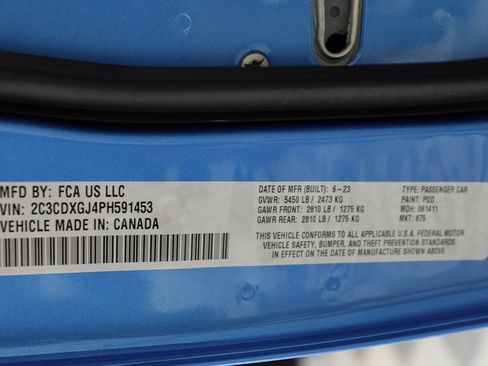 MFD BY: FCA US LLC
VIN: 2C3CDXGJ4PH591453
VEHICLE MADE IN: CANADA
DATE OF MFR (BUILT) 6-23
GVWR: 5450 LB / 2473 KG
GAWR FRONT: 2810 LB / 1275 KG
GAWR REAR: 2810 LB / 1275 KG
TYPE: PASSENGER CAR
PAINT: PQD
MDH: 061411
MKT: 875
THIS VEHICLE CONFORMS TO ALL APPLICABLE U.S.A. FEDERAL MOTOR
VEHICLE SAFETY, BUMPER, AND THEFT PREVENTION STANDARDS
IN EFFECT ON THE DATE OF MANUFACTURE SHOWN ABOVE.